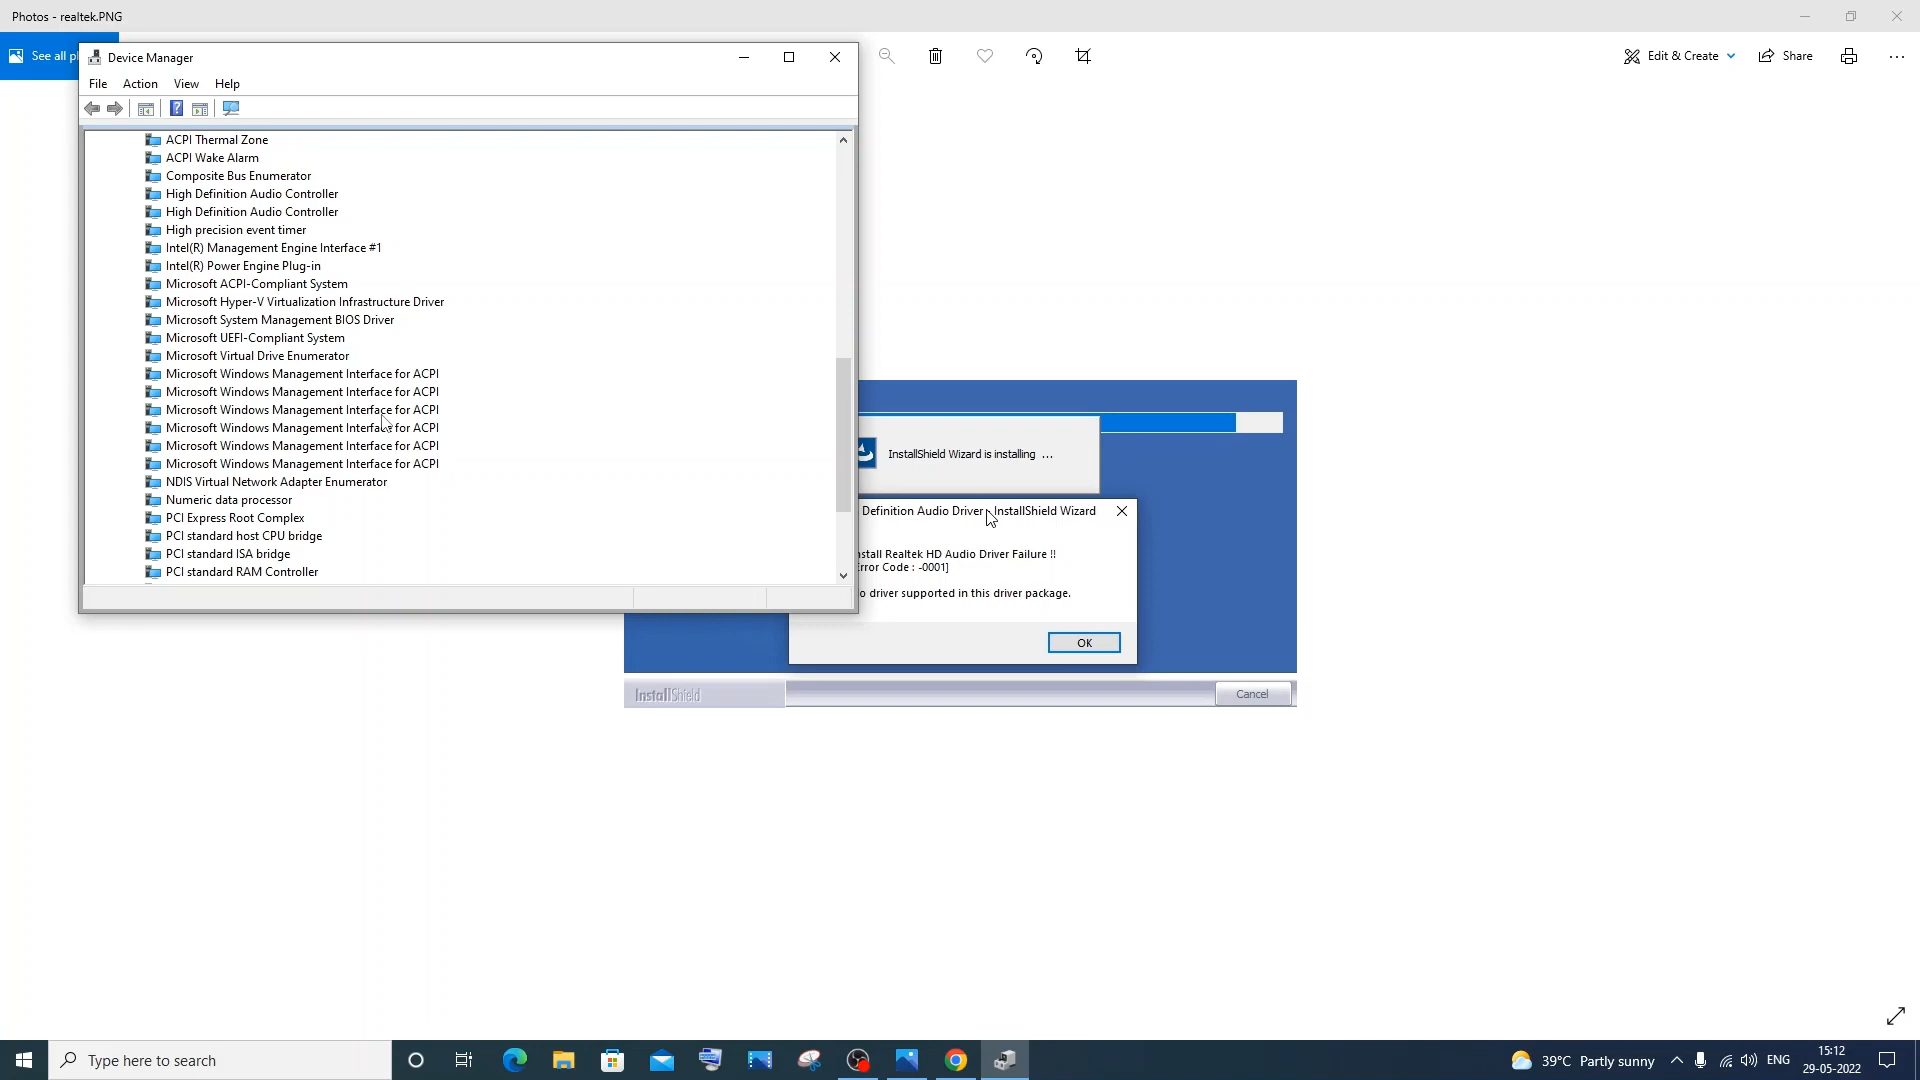 Photos - realtek.PNG
See all p
Edit & Create
Share
Device Manager
File Action View Help
ACPI Thermal Zone
ACPI Wake Alarm
Composite Bus Enumerator
High Definition Audio Controller
High Definition Audio Controller
High precision event timer
Intel(R) Management Engine Interface #1
Intel(R) Power Engine Plug-in
Microsoft ACPI-Compliant System
Microsoft Hyper-V Virtualization Infrastructure Driver
Microsoft System Management BIOS Driver
Microsoft UEFI-Compliant System
Microsoft Virtual Drive Enumerator
Microsoft Windows Management Interface for ACPI
Microsoft Windows Management Interface for ACPI
Microsoft Windows Management Interface for ACPI
Microsoft Windows Management Interface for ACPI
Microsoft Windows Management Interface for ACPI
Microsoft Windows Management Interface for ACPI
NDIS Virtual Network Adapter Enumerator
Numeric data processor
PCI Express Root Complex
PCI standard host CPU bridge
PCI standard ISA bridge
PCI standard RAM Controller
InstallShield Wizard is installing ...
Definition Audio Driver - InstallShield Wizard
nstall Realtek HD Audio Driver Failure !!
rror Code : -0001]
o driver supported in this driver package.
OK
InstallShield
Cancel
Type here to search
39°C Partly sunny
ENG
15:12
29-05-2022